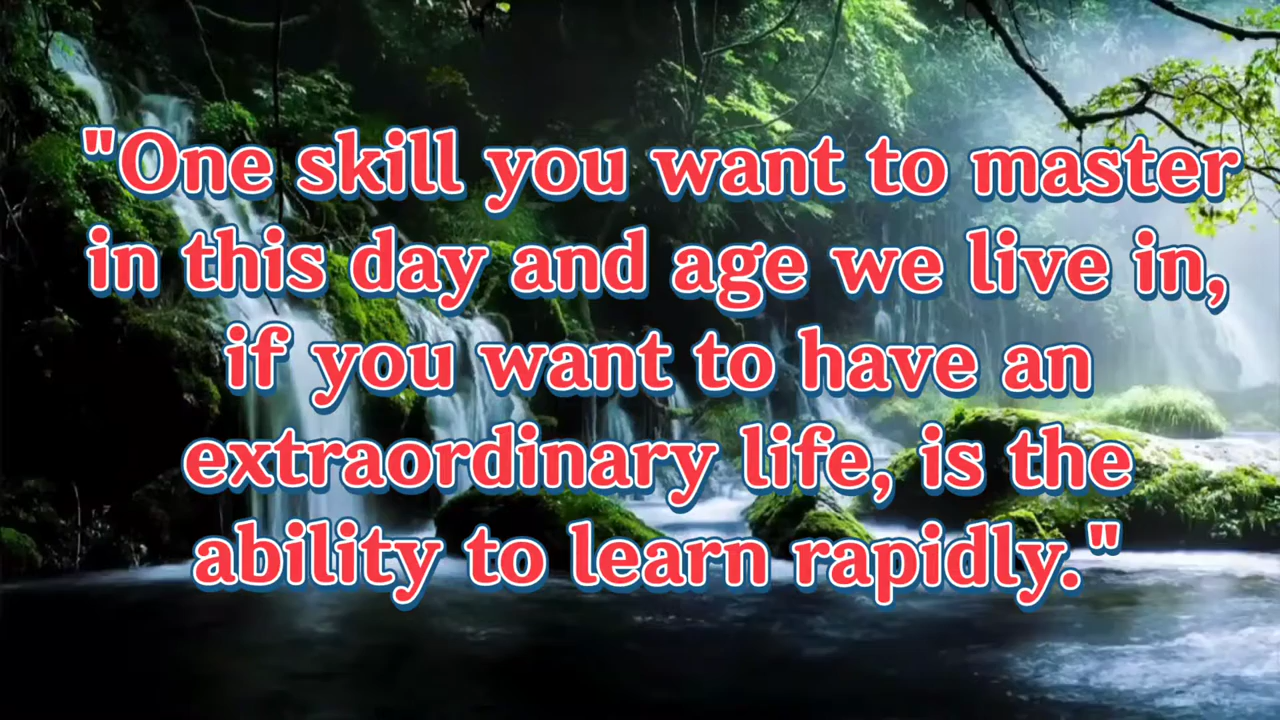 "One skill you want to master
in this day and age we live in,
if you want to have an
extraordinary life, is the
ability to learn rapidly."